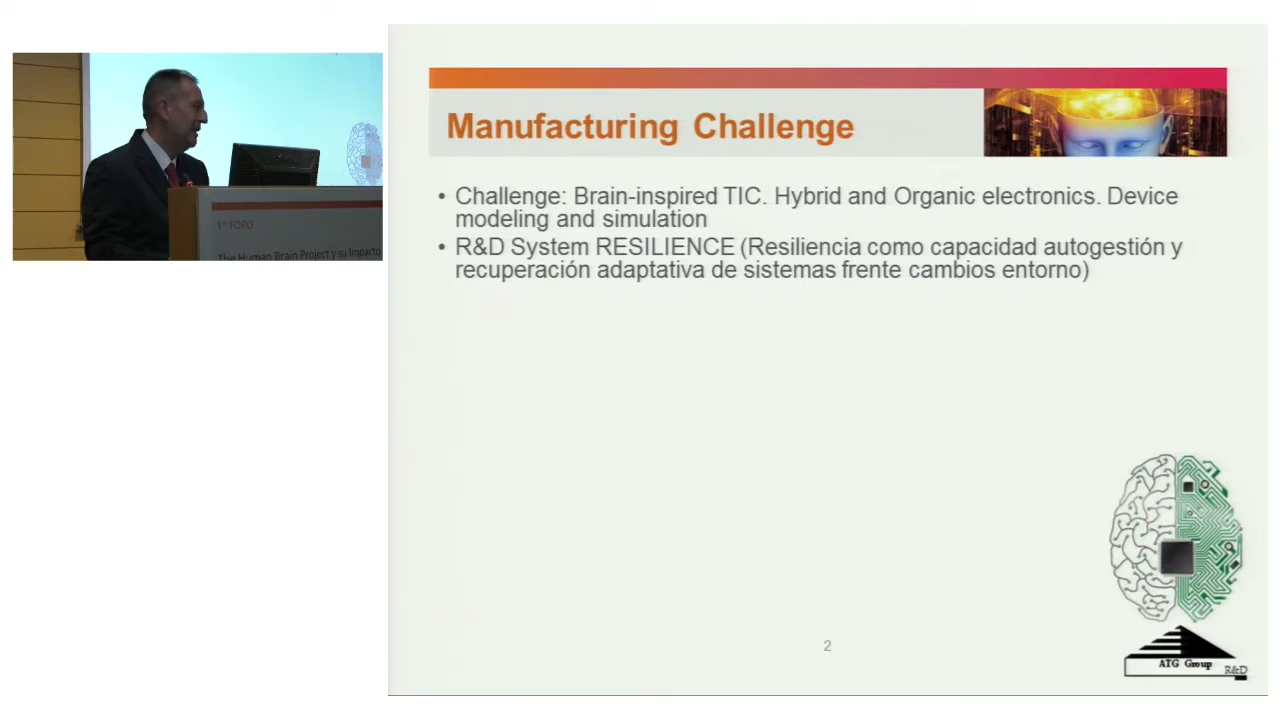 1st FORO
The Human Brain Project y su Impacto
Manufacturing Challenge
• Challenge: Brain-inspired TIC. Hybrid and Organic electronics. Device
modeling and simulation
• R&D System RESILIENCE (Resiliencia como capacidad autogestión y
recuperación adaptativa de sistemas frente cambios entorno)
2
ATG Group
R&D